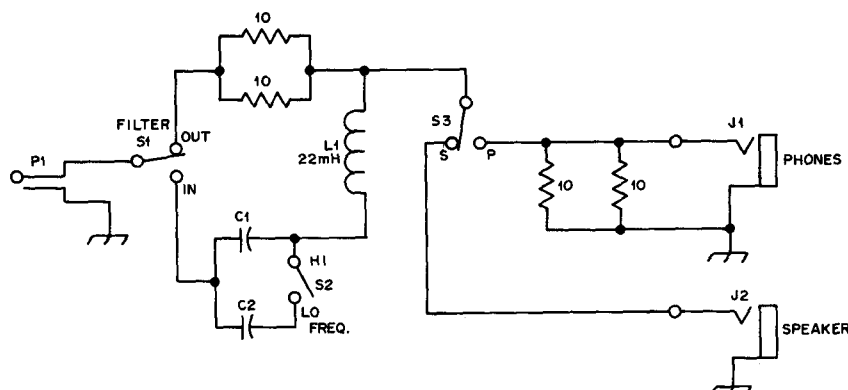 10
10
FILTER
S1
OUT
P1
IN
L1
22mH
S3
S
P
J1
PHONES
10
10
C1
HI
S2
C2
LO
FREQ.
J2
SPEAKER